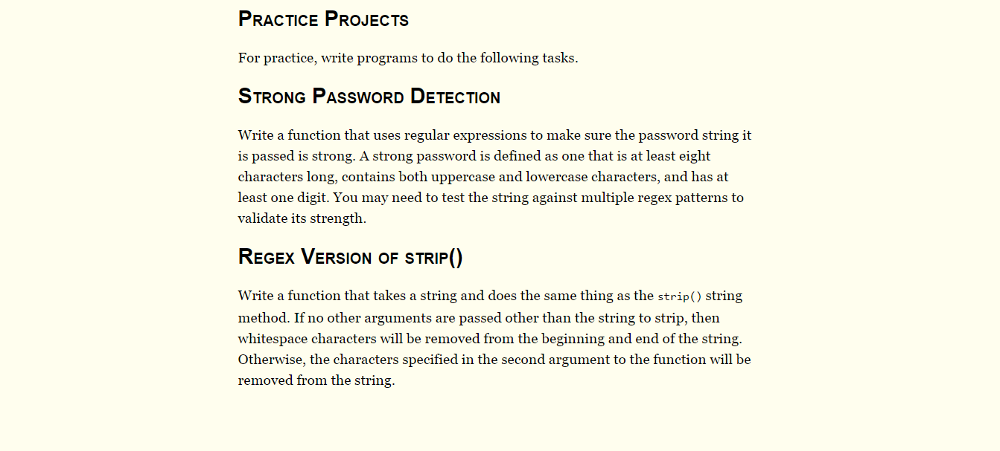 Practice Projects
For practice, write programs to do the following tasks.
Strong Password Detection
Write a function that uses regular expressions to make sure the password string it
is passed is strong. A strong password is defined as one that is at least eight
characters long, contains both uppercase and lowercase characters, and has at
least one digit. You may need to test the string against multiple regex patterns to
validate its strength.
Regex Version of strip()
Write a function that takes a string and does the same thing as the strip() string
method. If no other arguments are passed other than the string to strip, then
whitespace characters will be removed from the beginning and end of the string.
Otherwise, the characters specified in the second argument to the function will be
removed from the string.